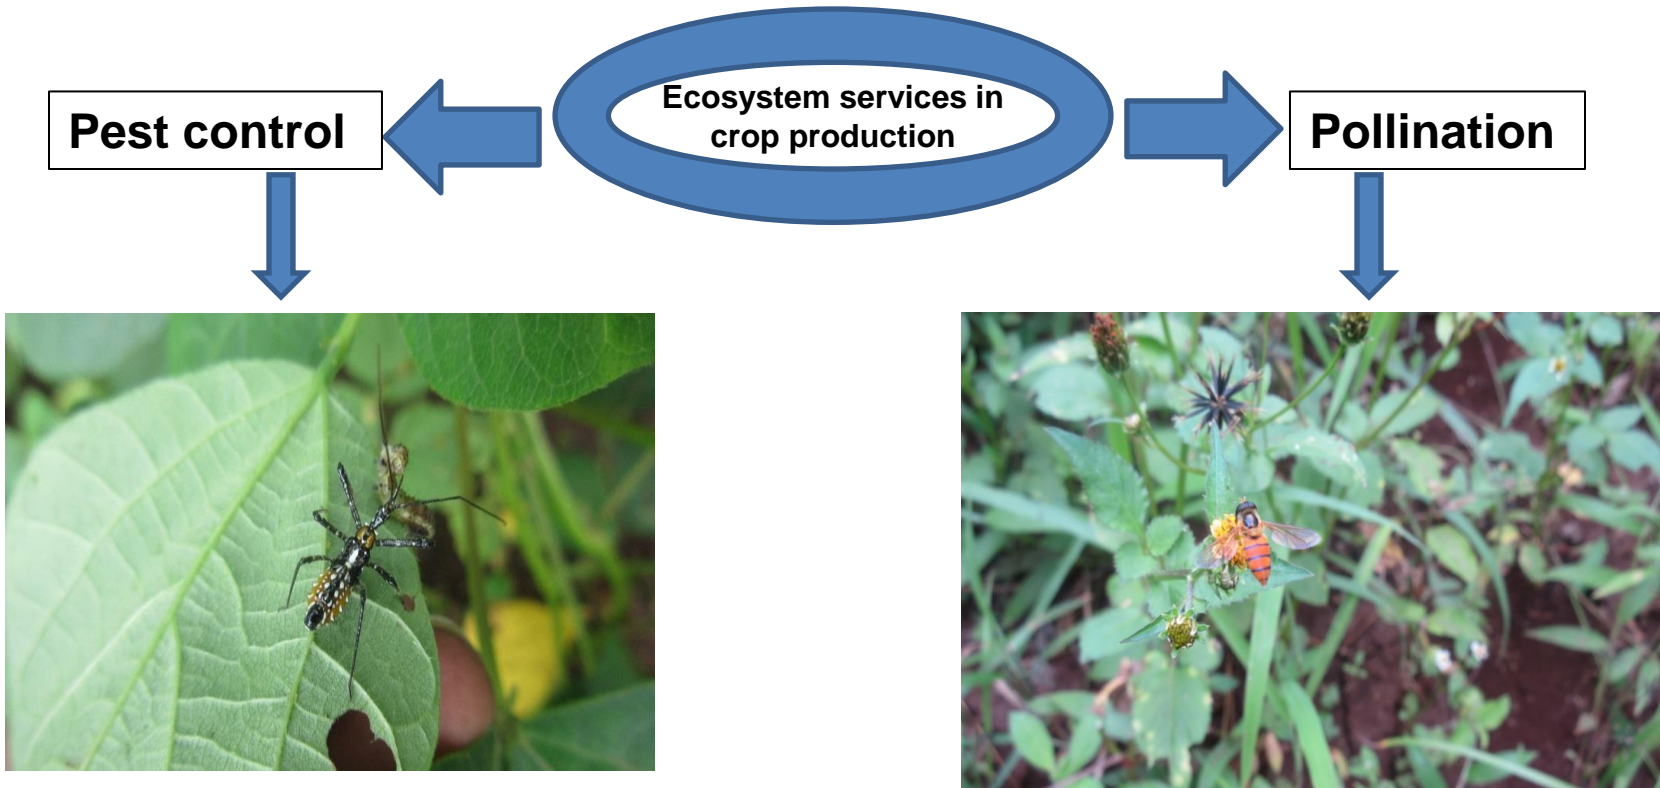 Ecosystem services in
crop production
Pest control
Pollination